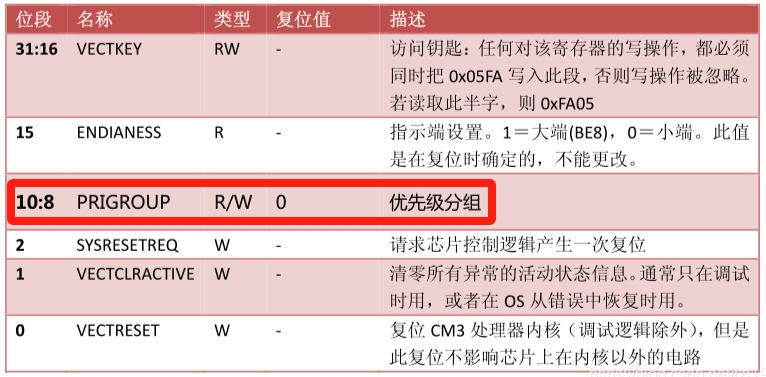 位段 名称 类型 复位值 描述
31:16 VECTKEY RW - 访问钥匙：任何对该寄存器的写操作，都必须
同时把 0x05FA 写入此段，否则写操作被忽略。
若读取此半字，则 0xFA05
15 ENDIANESS R - 指示端设置。1＝大端(BE8)，0＝小端。此值
是在复位时确定的，不能更改。
10:8 PRIGROUP R/W 0 优先级分组
2 SYSRESETREQ W - 请求芯片控制逻辑产生一次复位
1 VECTCLRACTIVE W - 清零所有异常的活动状态信息。通常只在调试
时用，或者在 OS 从错误中恢复时用。
0 VECTRESET W - 复位 CM3 处理器内核（调试逻辑除外），但是
此复位不影响芯片上在内核以外的电路